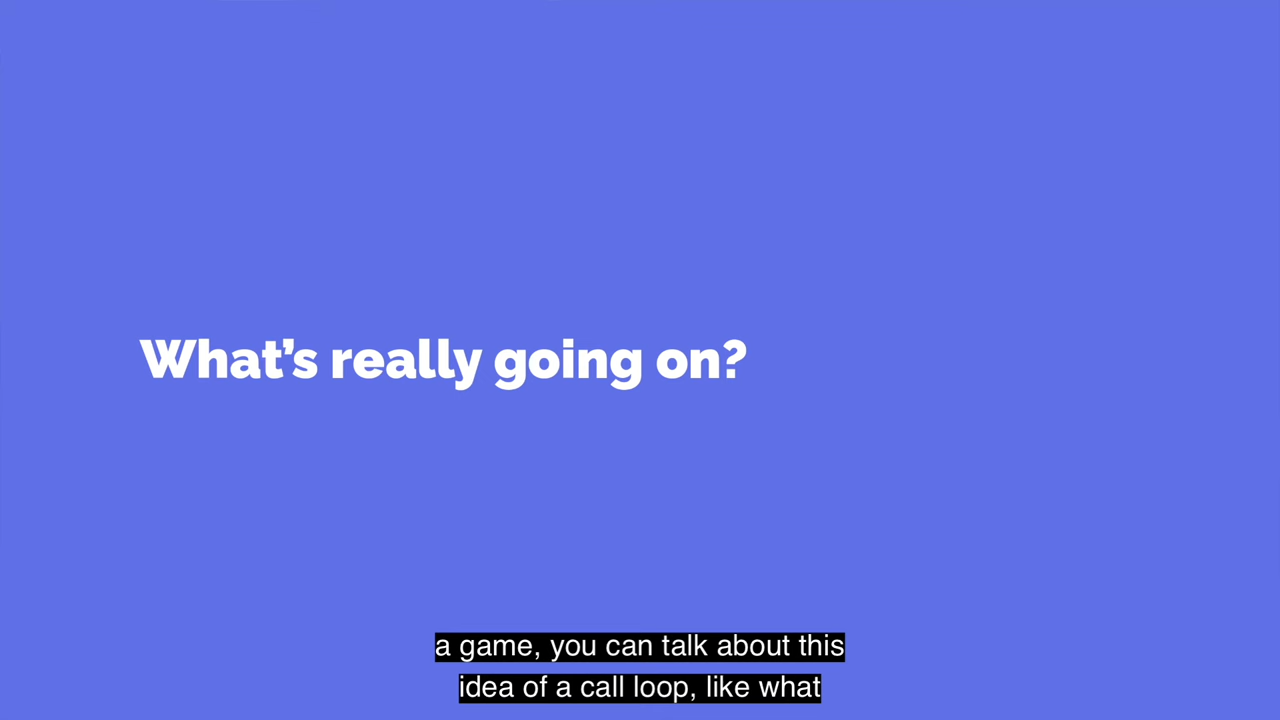 What’s really going on?
a game, you can talk about this
idea of a call loop, like what